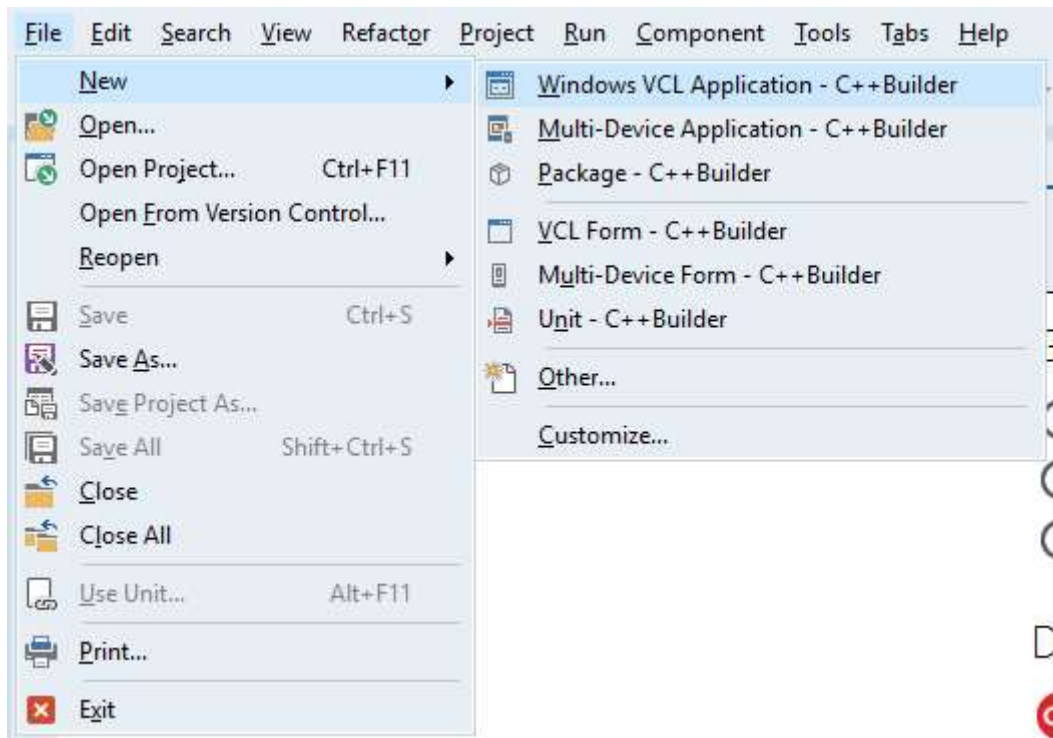 File Edit Search View Refactor Project Run Component Tools Tabs Help
New
Open...
Open Project... Ctrl+F11
Open From Version Control...
Reopen
Save Ctrl+S
Save As...
Save Project As...
Save All Shift+Ctrl+S
Close
Close All
Use Unit... Alt+F11
Print...
Exit
Windows VCL Application - C++Builder
Multi-Device Application - C++Builder
Package - C++Builder
VCL Form - C++Builder
Multi-Device Form - C++Builder
Unit - C++Builder
Other...
Customize...